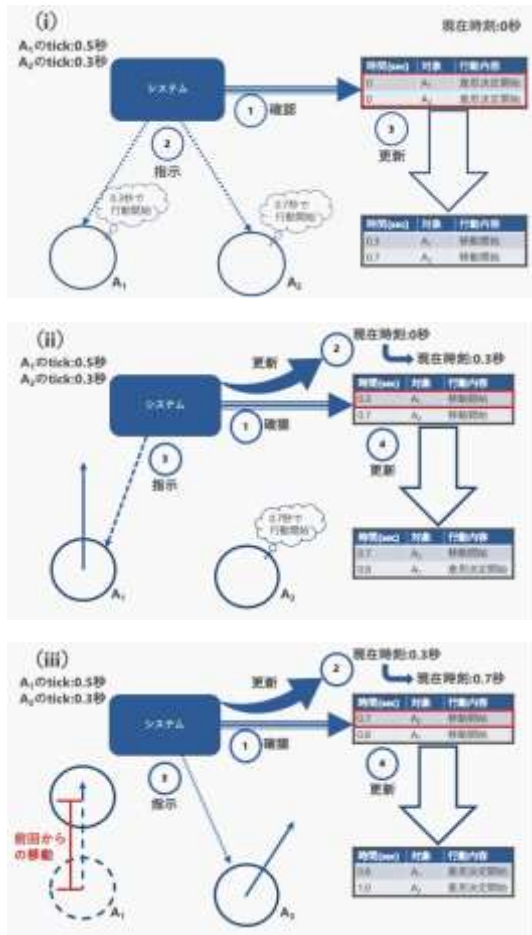 (i)
現在時刻:0秒
A₁のtick:0.5秒
A₂のtick:0.3秒
システム
時間(sec) 対象 行動内容
0 A₁ 意思決定開始
0 A₂ 意思決定開始
1 確認
2
指示
3
更新
0.3秒で
行動開始
0.7秒で
行動開始
A₁
A₂
時間(sec) 対象 行動内容
0.3 A₁ 移動開始
0.7 A₂ 移動開始
(ii)
現在時刻:0秒
現在時刻:0.3秒
A₁のtick:0.5秒
A₂のtick:0.3秒
更新
2
システム
時間(sec) 対象 行動内容
0.3 A₁ 移動開始
0.7 A₂ 移動開始
1 確認
3
指示
4
更新
0.7秒で
行動開始
A₁
A₂
時間(sec) 対象 行動内容
0.7 A₂ 移動開始
0.8 A₁ 意思決定開始
(iii)
現在時刻:0.3秒
現在時刻:0.7秒
A₁のtick:0.5秒
A₂のtick:0.3秒
更新
2
システム
時間(sec) 対象 行動内容
0.7 A₂ 移動開始
0.8 A₁ 意思決定開始
1 確認
3
指示
4
更新
前回から
の移動
A₁
A₂
時間(sec) 対象 行動内容
0.8 A₁ 意思決定開始
1.0 A₂ 意思決定開始